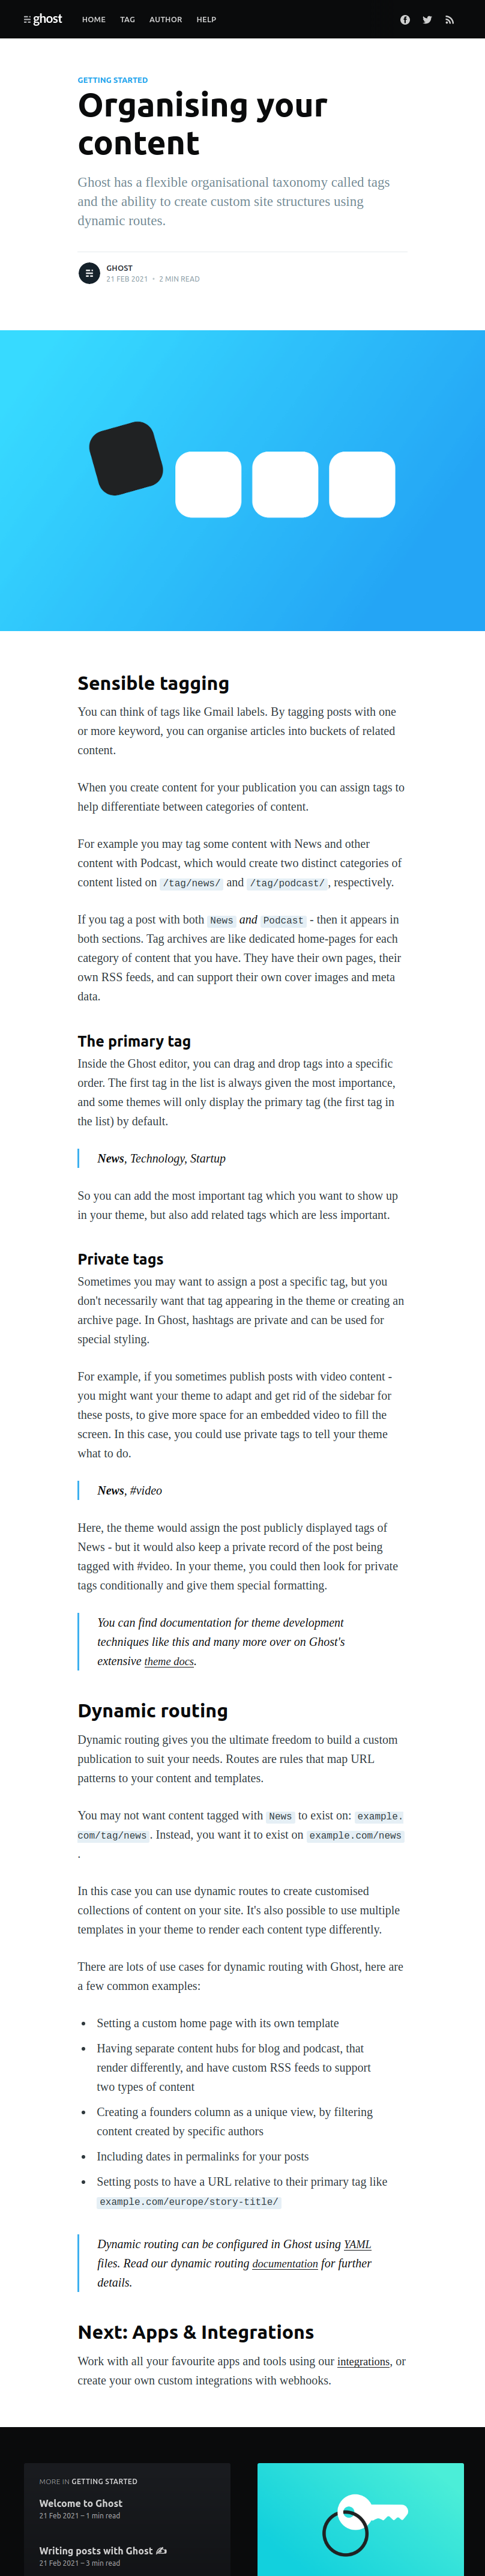 ghost HOME TAG AUTHOR HELP
GETTING STARTED
Organising your
content
Ghost has a flexible organisational taxonomy called tags
and the ability to create custom site structures using
dynamic routes.
GHOST
21 FEB 2021 • 2 MIN READ
Sensible tagging
You can think of tags like Gmail labels. By tagging posts with one
or more keyword, you can organise articles into buckets of related
content.
When you create content for your publication you can assign tags to
help differentiate between categories of content.
For example you may tag some content with News and other
content with Podcast, which would create two distinct categories of
content listed on /tag/news/ and /tag/podcast/, respectively.
If you tag a post with both News and Podcast - then it appears in
both sections. Tag archives are like dedicated home-pages for each
category of content that you have. They have their own pages, their
own RSS feeds, and can support their own cover images and meta
data.
The primary tag
Inside the Ghost editor, you can drag and drop tags into a specific
order. The first tag in the list is always given the most importance,
and some themes will only display the primary tag (the first tag in
the list) by default.
News, Technology, Startup
So you can add the most important tag which you want to show up
in your theme, but also add related tags which are less important.
Private tags
Sometimes you may want to assign a post a specific tag, but you
don't necessarily want that tag appearing in the theme or creating an
archive page. In Ghost, hashtags are private and can be used for
special styling.
For example, if you sometimes publish posts with video content -
you might want your theme to adapt and get rid of the sidebar for
these posts, to give more space for an embedded video to fill the
screen. In this case, you could use private tags to tell your theme
what to do.
News, #video
Here, the theme would assign the post publicly displayed tags of
News - but it would also keep a private record of the post being
tagged with #video. In your theme, you could then look for private
tags conditionally and give them special formatting.
You can find documentation for theme development
techniques like this and many more over on Ghost's
extensive theme docs.
Dynamic routing
Dynamic routing gives you the ultimate freedom to build a custom
publication to suit your needs. Routes are rules that map URL
patterns to your content and templates.
You may not want content tagged with News to exist on: example.
com/tag/news. Instead, you want it to exist on example.com/news
.
In this case you can use dynamic routes to create customised
collections of content on your site. It's also possible to use multiple
templates in your theme to render each content type differently.
There are lots of use cases for dynamic routing with Ghost, here are
a few common examples:
• Setting a custom home page with its own template
• Having separate content hubs for blog and podcast, that
render differently, and have custom RSS feeds to support
two types of content
• Creating a founders column as a unique view, by filtering
content created by specific authors
• Including dates in permalinks for your posts
• Setting posts to have a URL relative to their primary tag like
example.com/europe/story-title/
Dynamic routing can be configured in Ghost using YAML
files. Read our dynamic routing documentation for further
details.
Next: Apps & Integrations
Work with all your favourite apps and tools using our integrations, or
create your own custom integrations with webhooks.
MORE IN GETTING STARTED
Welcome to Ghost
21 Feb 2021 – 1 min read
Writing posts with Ghost ✍️
21 Feb 2021 – 3 min read